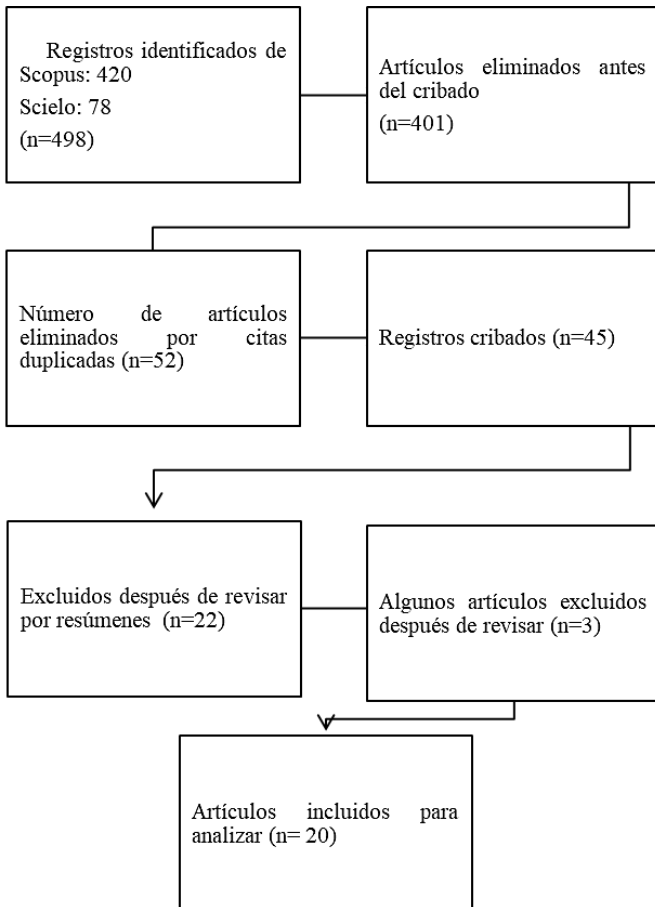 Registros identificados de
Scopus: 420
Scielo: 78
(n=498)
Artículos eliminados antes
del cribado
(n=401)
Número de artículos
eliminados por citas
duplicadas (n=52)
Registros cribados (n=45)
Excluidos después de revisar
por resúmenes (n=22)
Algunos artículos excluidos
después de revisar (n=3)
Artículos incluidos para
analizar (n= 20)